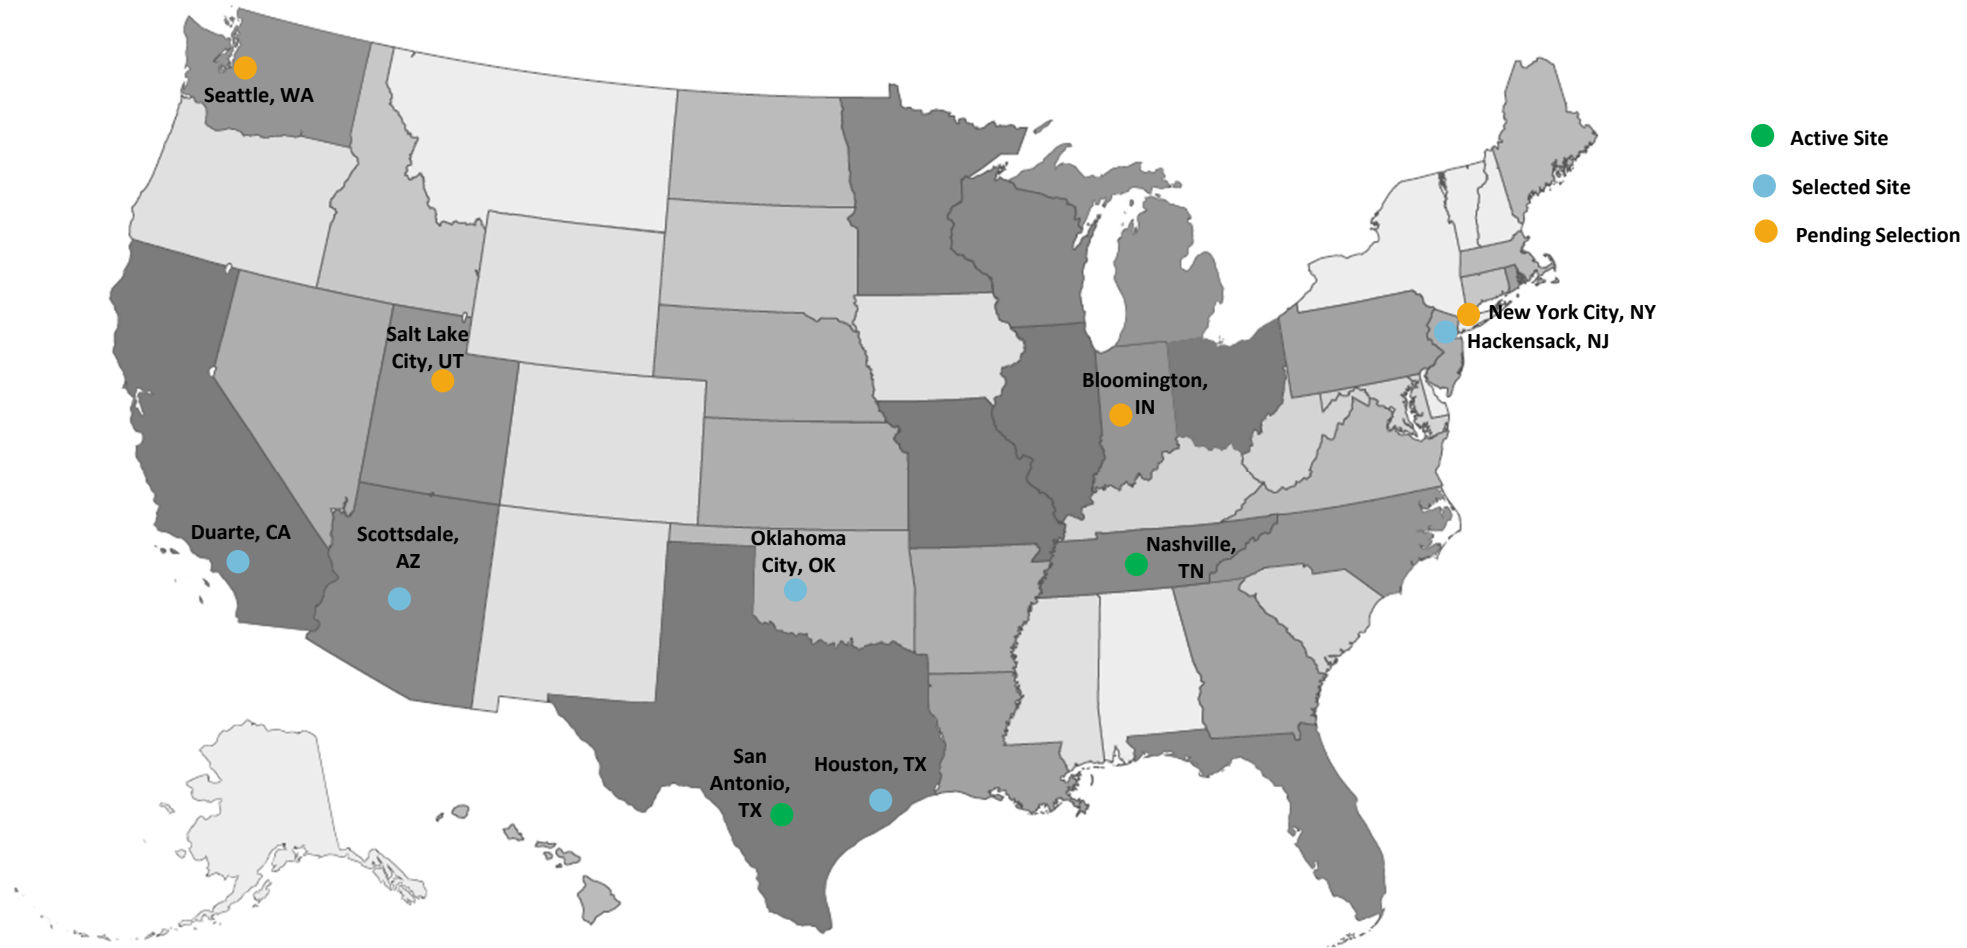 Seattle, WA
Active Site
Selected Site
Pending Selection
New York City, NY
Hackensack, NJ
Salt Lake
City, UT
Bloomington,
IN
Duarte, CA
Scottsdale,
AZ
Oklahoma
City, OK
Nashville,
TN
San
Antonio,
TX
Houston, TX